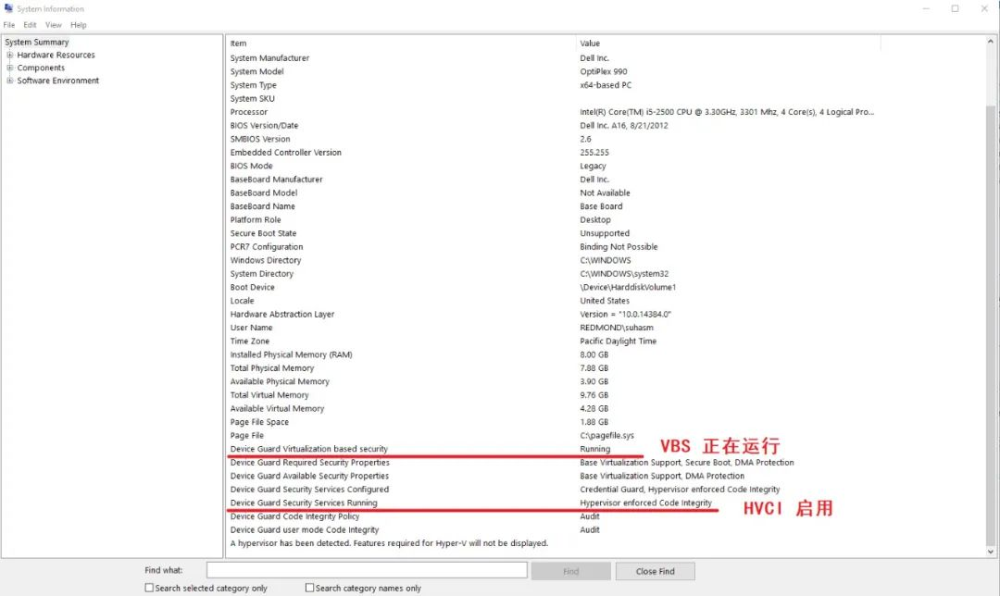 System Information
File Edit View Help
System Summary
Hardware Resources
Components
Software Environment
Item Value
System Manufacturer Dell Inc.
System Model OptiPlex 990
System Type x64-based PC
System SKU
Processor Intel(R) Core(TM) i5-2500 CPU @ 3.30GHz, 3301 Mhz, 4 Core(s), 4 Logical Pro...
BIOS Version/Date Dell Inc. A16, 8/21/2012
SMBIOS Version 2.6
Embedded Controller Version 255.255
BIOS Mode Legacy
BaseBoard Manufacturer Dell Inc.
BaseBoard Model Not Available
BaseBoard Name Base Board
Platform Role Desktop
Secure Boot State Unsupported
PCR7 Configuration Binding Not Possible
Windows Directory C:\WINDOWS
System Directory C:\WINDOWS\system32
Boot Device \Device\HarddiskVolume1
Locale United States
Hardware Abstraction Layer Version = "10.0.14384.0"
User Name REDMOND\suhasm
Time Zone Pacific Daylight Time
Installed Physical Memory (RAM) 8.00 GB
Total Physical Memory 7.88 GB
Available Physical Memory 3.90 GB
Total Virtual Memory 9.76 GB
Available Virtual Memory 4.28 GB
Page File Space 1.88 GB
Page File C:\pagefile.sys
Device Guard Virtualization based security Running VBS 正在运行
Device Guard Required Security Properties Base Virtualization Support, Secure Boot, DMA Protection
Device Guard Available Security Properties Base Virtualization Support, DMA Protection
Device Guard Security Services Configured Credential Guard, Hypervisor enforced Code Integrity
Device Guard Security Services Running Hypervisor enforced Code Integrity HVCI 启用
Device Guard Code Integrity Policy Audit
Device Guard user mode Code Integrity Audit
A hypervisor has been detected. Features required for Hyper-V will not be displayed.
Find what: Find Close Find
Search selected category only Search category names only